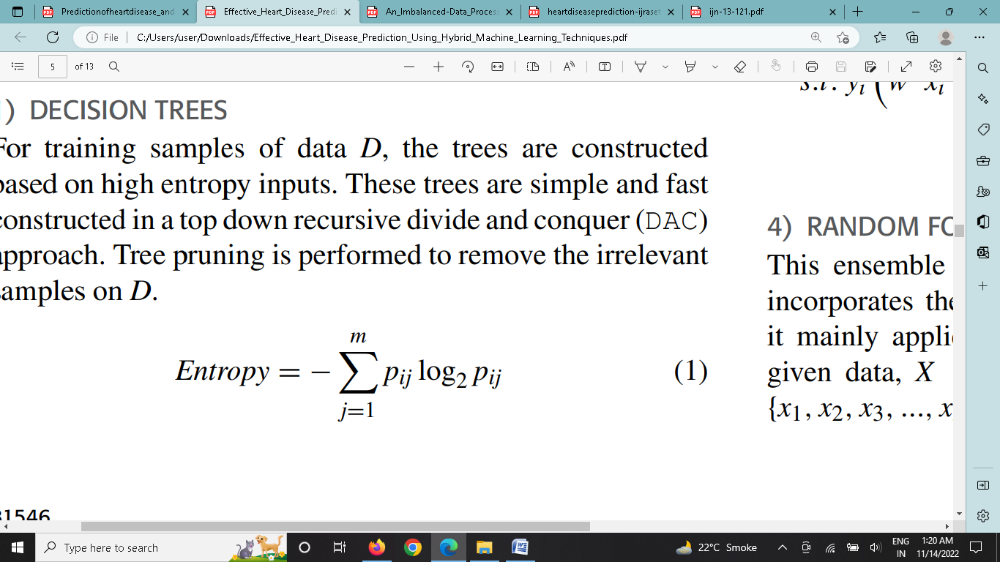 Predictionofheartdisease_and
Effective_Heart_Disease_Pred
An_Imbalanced-Data_Process
heartdiseaseprediction-ijraset
ijn-13-121.pdf
File
C:/Users/user/Downloads/Effective_Heart_Disease_Prediction_Using_Hybrid_Machine_Learning_Techniques.pdf
5 of 13
) DECISION TREES
For training samples of data D, the trees are constructed
based on high entropy inputs. These trees are simple and fast
constructed in a top down recursive divide and conquer (DAC)
approach. Tree pruning is performed to remove the irrelevant
samples on D.
Entropy = − ∑_{j=1}^{m} p_{ij} log_2 p_{ij} (1)
31546
s.t. y_i (w x_i
4) RANDOM FO
This ensemble
incorporates the
it mainly appli
given data, X
{x_1, x_2, x_3, ..., x
Type here to search
22°C Smoke
ENG
IN
1:20 AM
11/14/2022